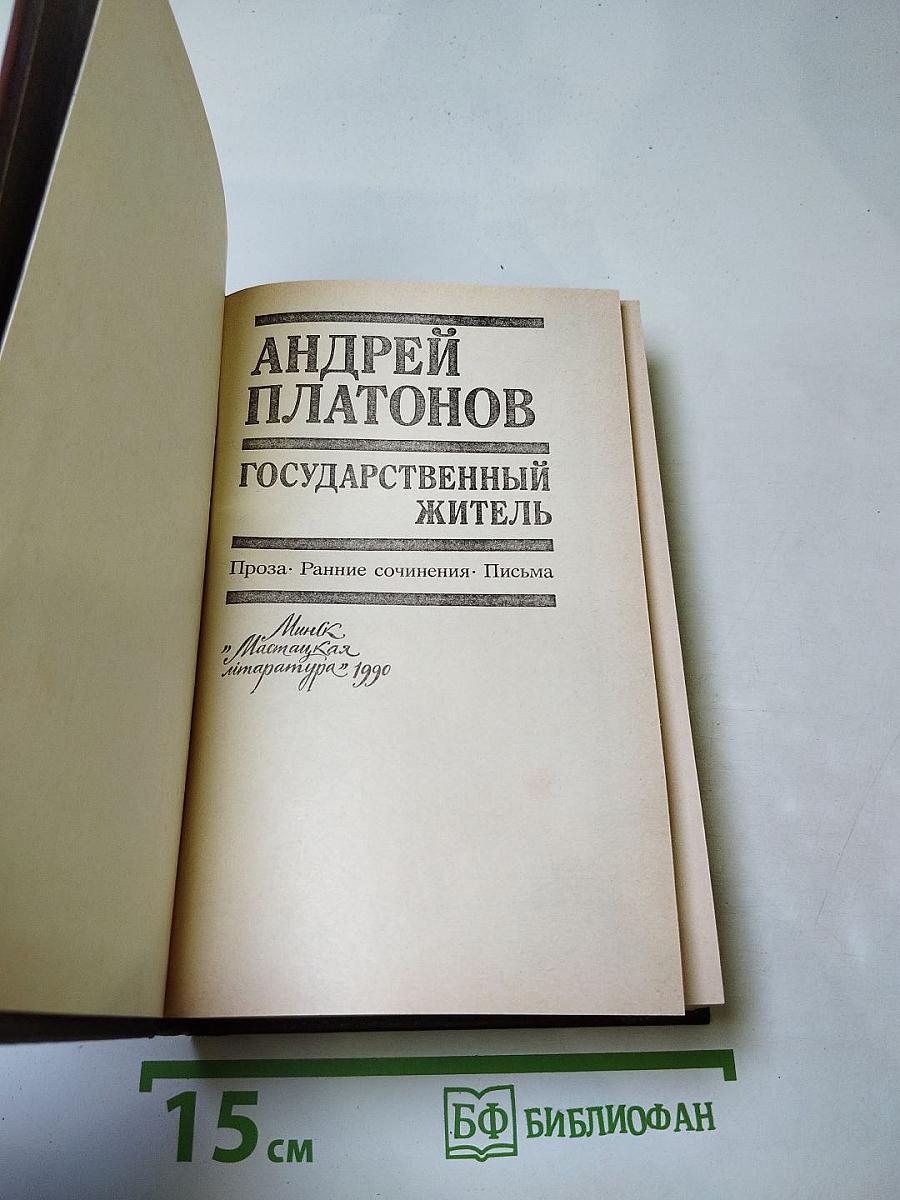 АНДРЕЙ
ПЛАТОНОВ
ГОСУДАРСТВЕННЫЙ
ЖИТЕЛЬ
Проза· Ранние сочинения· Письма
Минск
„Мастацкая
літаратура" 1990
15 см
БФ БИБЛИОФАН